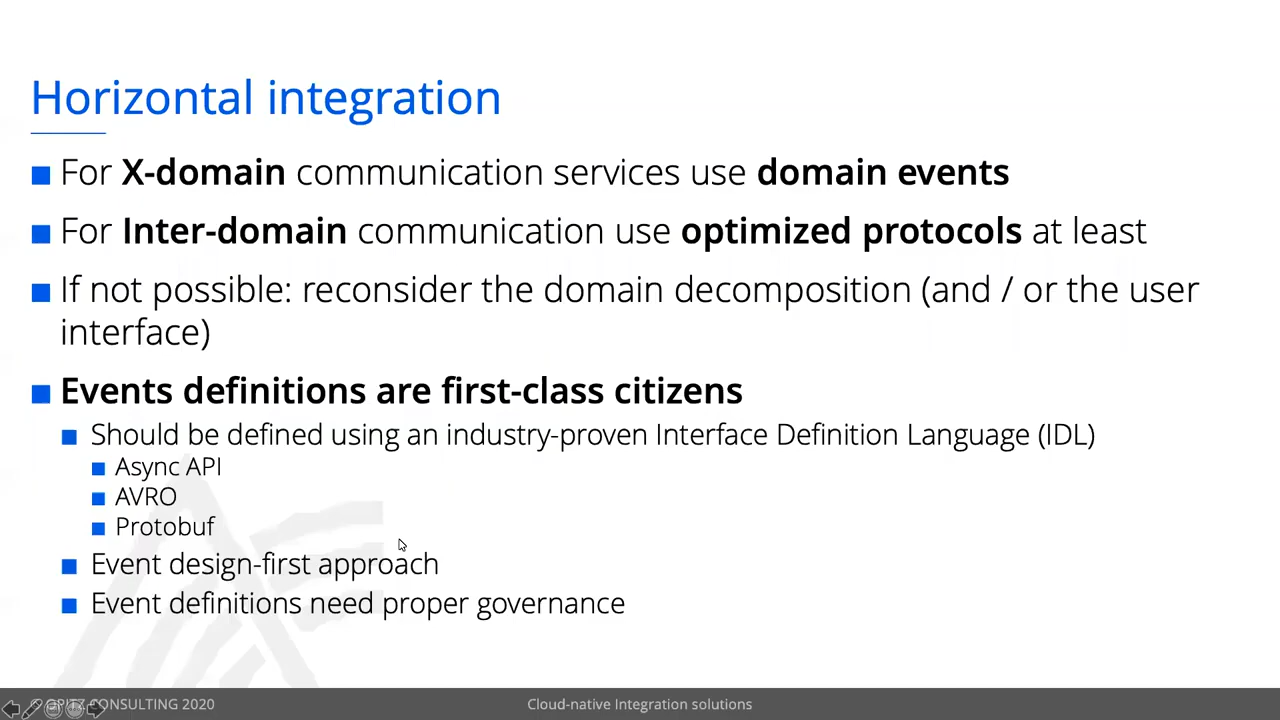 Horizontal integration
For X-domain communication services use domain events
For Inter-domain communication use optimized protocols at least
If not possible: reconsider the domain decomposition (and / or the user
interface)
Events definitions are first-class citizens
Should be defined using an industry-proven Interface Definition Language (IDL)
Async API
AVRO
Protobuf
Event design-first approach
Event definitions need proper governance
© OPITZ CONSULTING 2020
Cloud-native Integration solutions